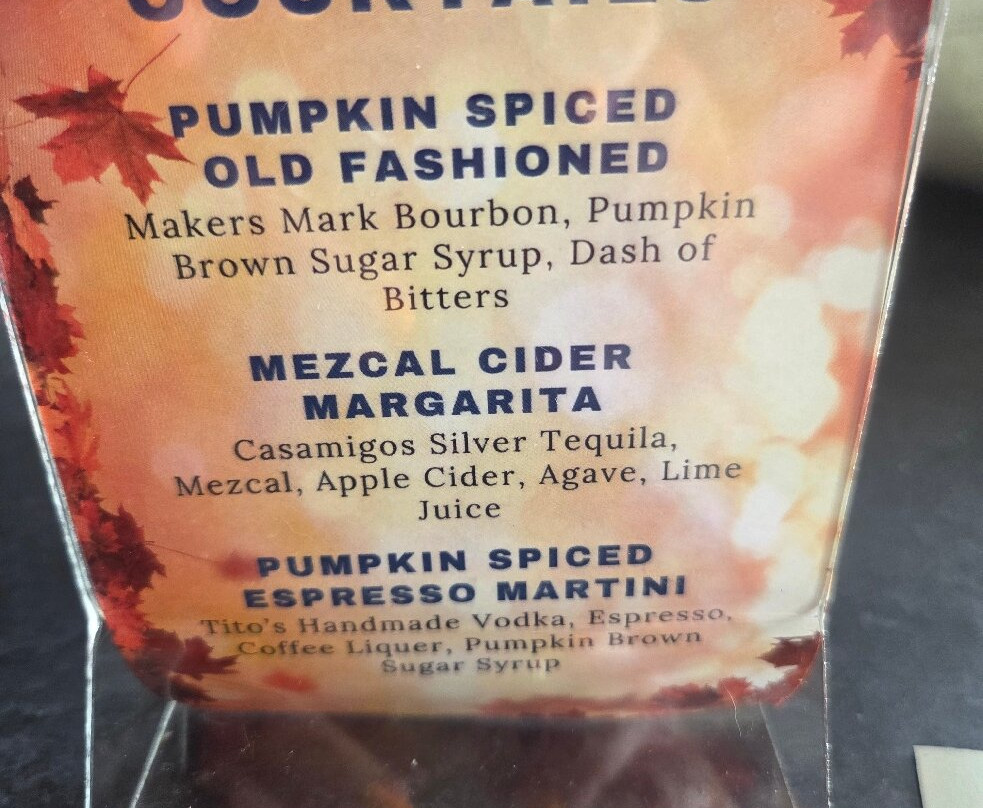 COCKTAILS
PUMPKIN SPICED
OLD FASHIONED
Makers Mark Bourbon, Pumpkin
Brown Sugar Syrup, Dash of
Bitters
MEZCAL CIDER
MARGARITA
Casamigos Silver Tequila,
Mezcal, Apple Cider, Agave, Lime
Juice
PUMPKIN SPICED
ESPRESSO MARTINI
Tito's Handmade Vodka, Espresso,
Coffee Liquer, Pumpkin Brown
Sugar Syrup